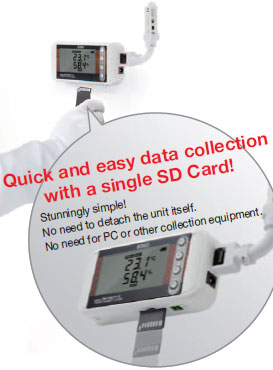 Quick and easy data collection
with a single SD Card!
Stunningly simple!
No need to detach the unit itself.
No need for PC or other collection equipment.